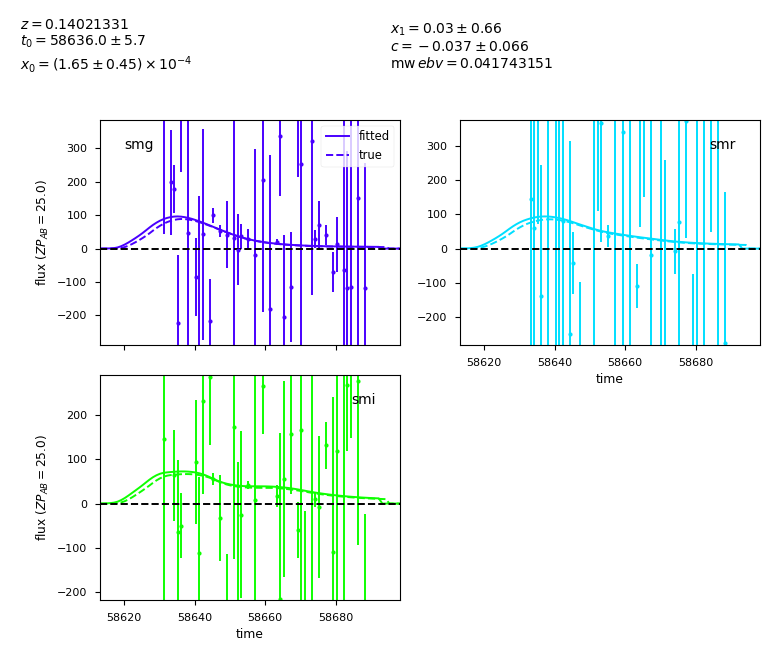 z = 0.14021331
t₀ = 58636.0 ± 5.7
x₀ = (1.65 ± 0.45) × 10⁻⁴
x₁ = 0.03 ± 0.66
c = −0.037 ± 0.066
mw ebv = 0.041743151
smg
fitted
true
300
200
100
0
−100
−200
flux (ZP_AB = 25.0)
smr
300
200
100
0
−100
−200
58620 58640 58660 58680
time
smi
200
100
0
−100
−200
flux (ZP_AB = 25.0)
58620 58640 58660 58680
time